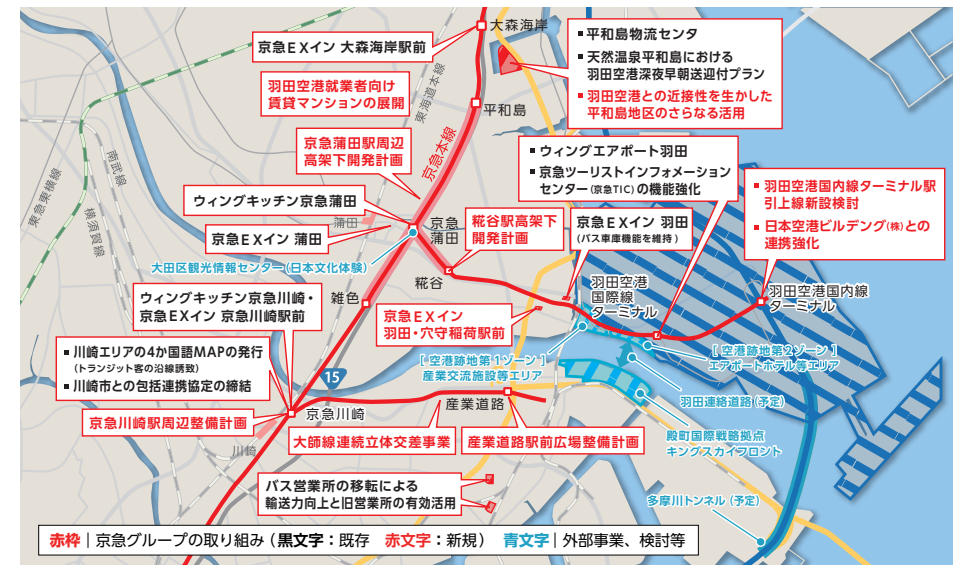 大森海岸
京急EXイン 大森海岸駅前
羽田空港就業者向け
賃貸マンションの展開
東海道本線
平和島
▪ 平和島物流センタ
▪ 天然温泉平和島における
羽田空港深夜早朝送迎付プラン
▪ 羽田空港との近接性を生かした
平和島地区のさらなる活用
京急蒲田駅周辺
高架下開発計画
京急本線
南武線
横須賀線
東急東横線
▪ ウィングエアポート羽田
▪ 京急ツーリストインフォメーション
センター(京急TIC)の機能強化
▪ 羽田空港国内線ターミナル駅
引上線新設検討
▪ 日本空港ビルデング(株)との
連携強化
ウィングキッチン京急蒲田
蒲田
京急
蒲田
京急EXイン 蒲田
糀谷駅高架下
開発計画
京急EXイン 羽田
(バス車庫機能を維持)
大田区観光情報センター(日本文化体験)
糀谷
羽田空港
国際線
ターミナル
羽田空港国内線
ターミナル
ウィングキッチン京急川崎・
京急EXイン 京急川崎駅前
雑色
京急EXイン
羽田・穴守稲荷駅前
▪ 川崎エリアの4か国語MAPの発行
(トランジット客の沿線誘致)
▪ 川崎市との包括連携協定の締結
15
[ 空港跡地第1ゾーン ]
産業交流施設等エリア
[ 空港跡地第2ゾーン ]
エアポートホテル等エリア
京急川崎駅周辺整備計画
京急川崎
産業道路
羽田連絡道路(予定)
川崎
大師線連続立体交差事業
産業道路駅前広場整備計画
殿町国際戦略拠点
キングスカイフロント
バス営業所の移転による
輸送力向上と旧営業所の有効活用
多摩川トンネル(予定)
赤枠|京急グループの取り組み(黒文字:既存 赤文字:新規) 青文字|外部事業、検討等